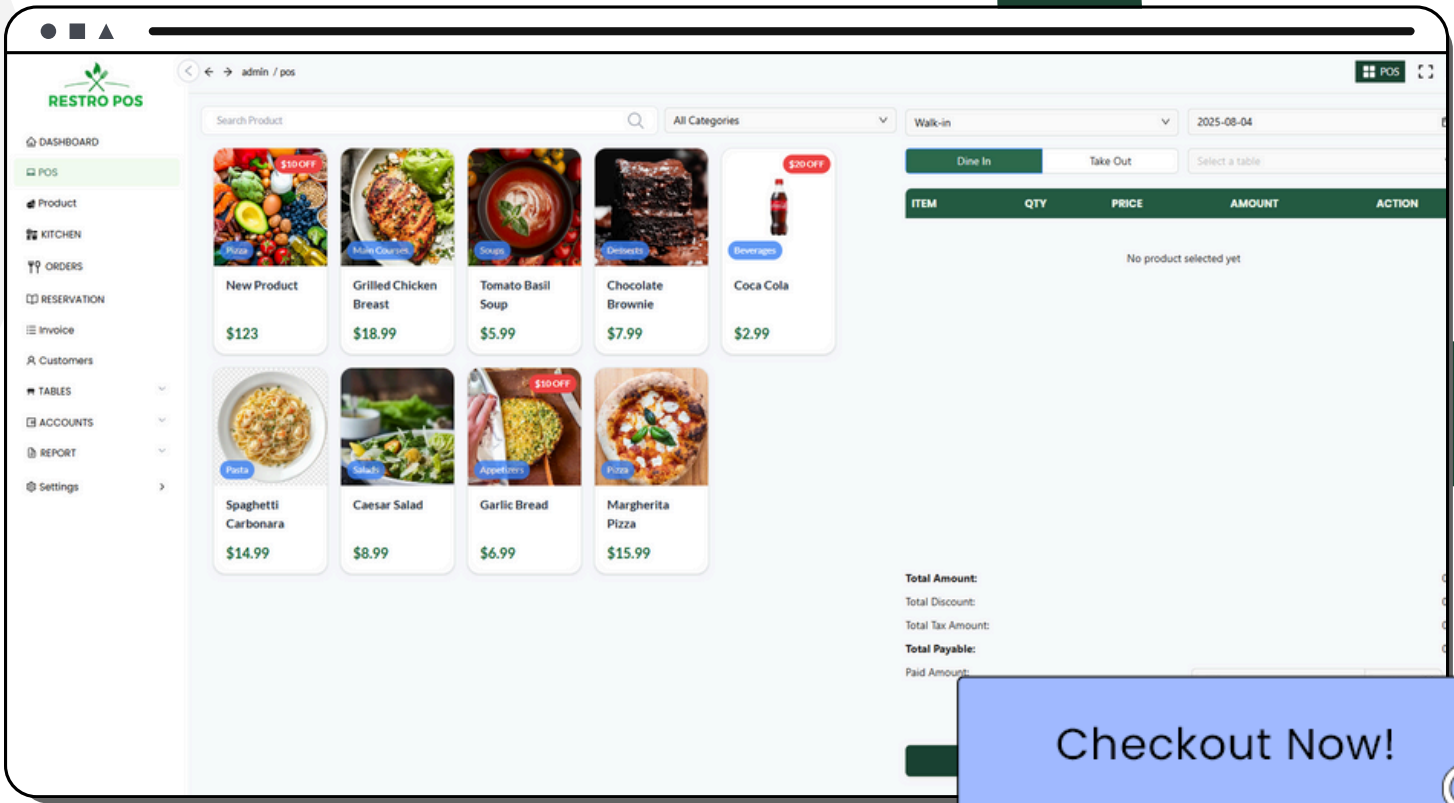 RESTRO POS
DASHBOARD
POS
Product
KITCHEN
ORDERS
RESERVATION
Invoice
Customers
TABLES
ACCOUNTS
REPORT
Settings
admin / pos
POS
Search Product
All Categories
Walk-in
2025-08-04
Dine In
Take Out
Select a table
ITEM QTY PRICE AMOUNT ACTION
No product selected yet
$10 OFF
Pizza
New Product
$123
Main Courses
Grilled Chicken
Breast
$18.99
Soups
Tomato Basil
Soup
$5.99
Desserts
Chocolate
Brownie
$7.99
$20 OFF
Beverages
Coca Cola
$2.99
Pasta
Spaghetti
Carbonara
$14.99
Salads
Caesar Salad
$8.99
$10 OFF
Appetizers
Garlic Bread
$6.99
Pizza
Margherita
Pizza
$15.99
Total Amount:
Total Discount:
Total Tax Amount:
Total Payable:
Paid Amount:
Checkout Now!